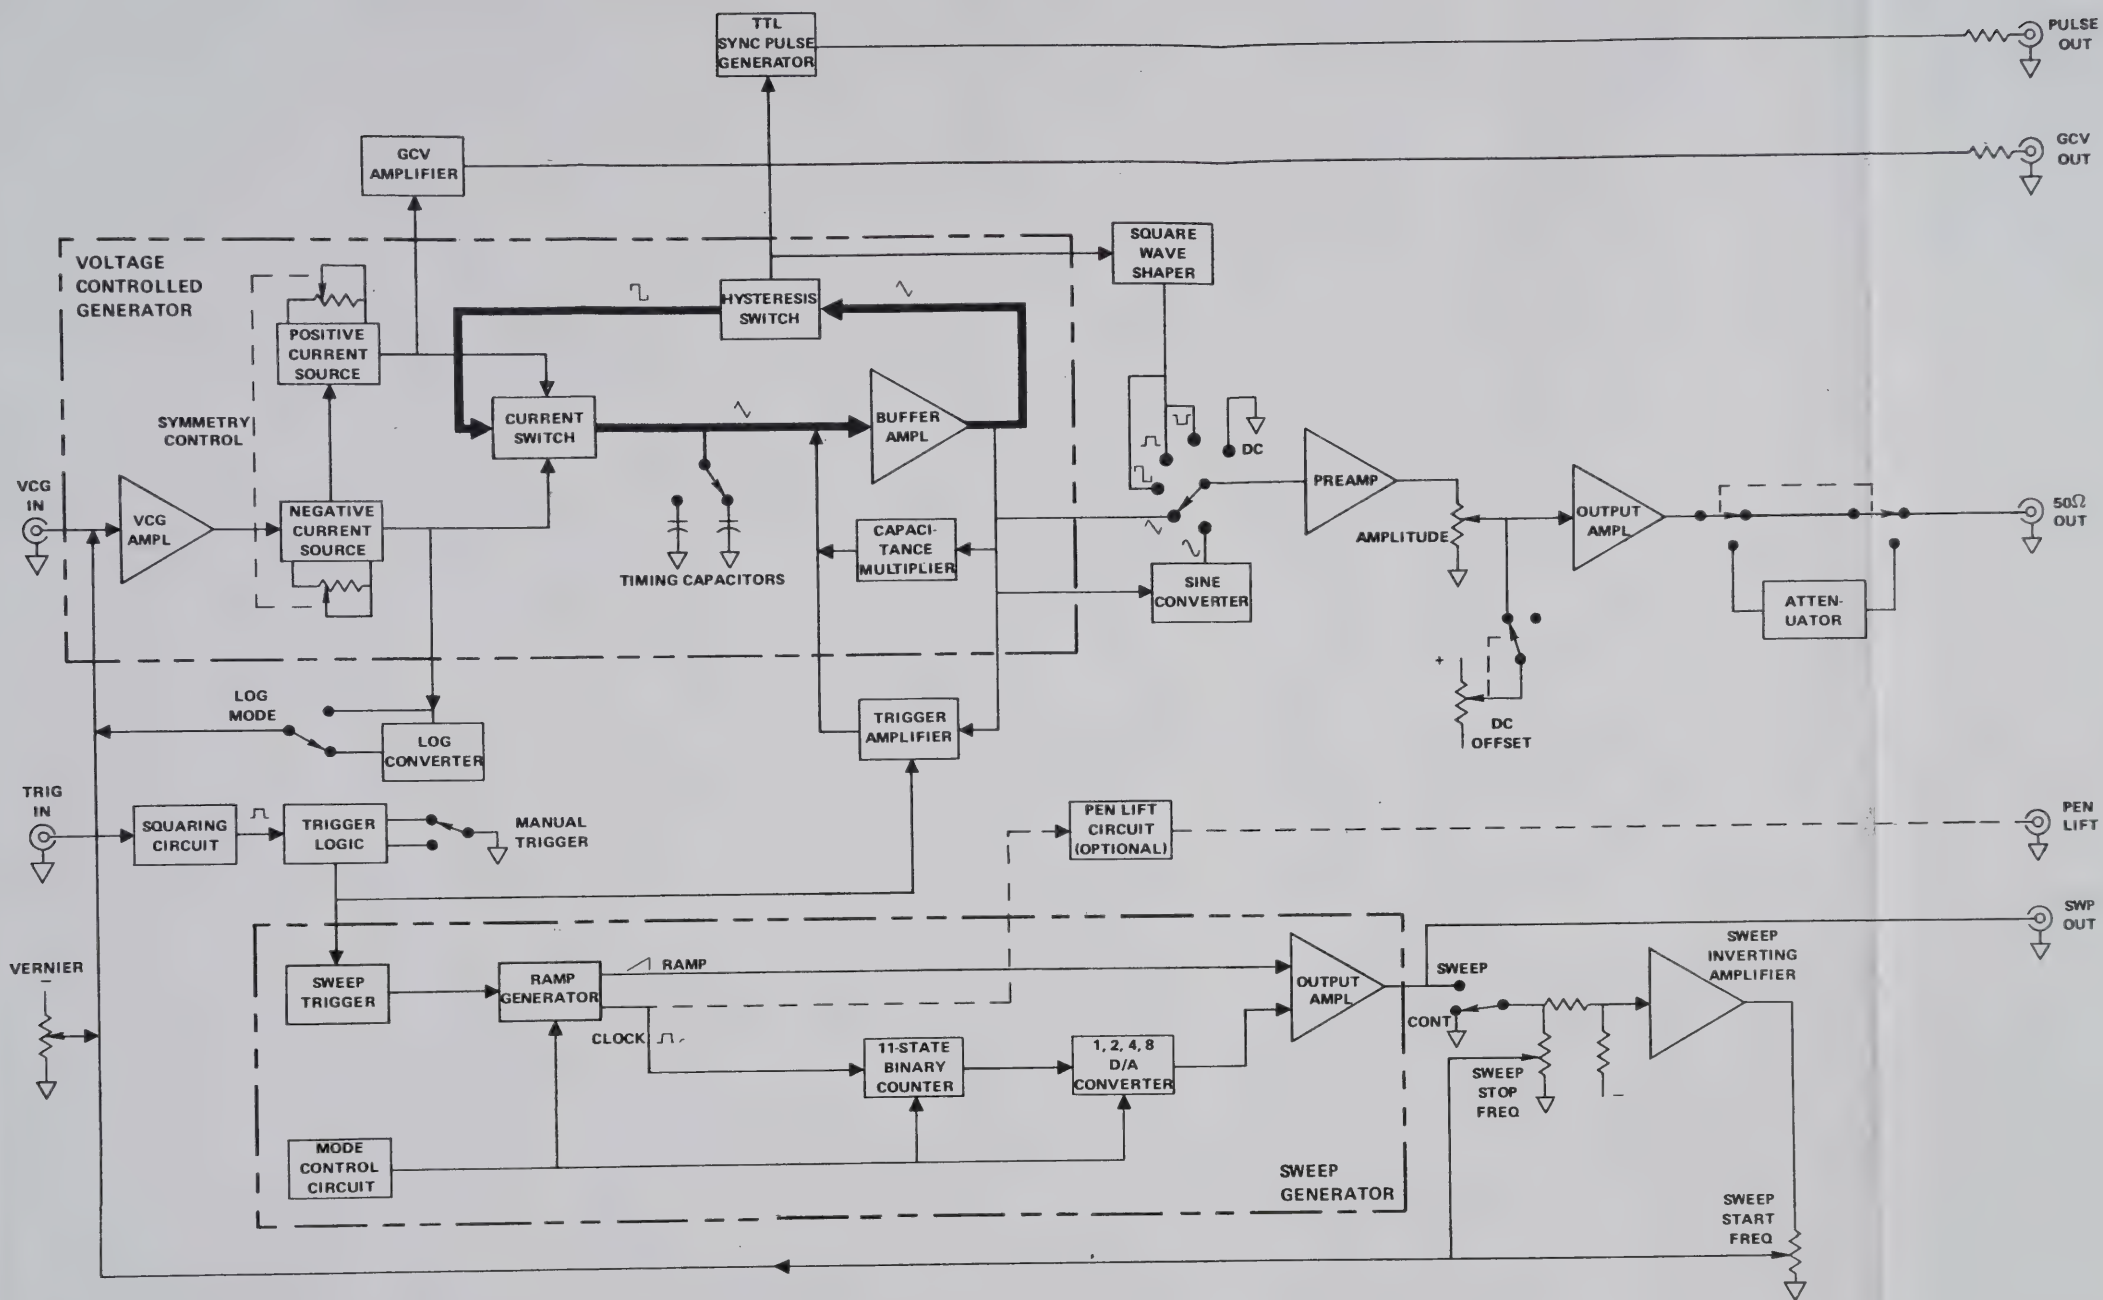 TTL
SYNC PULSE
GENERATOR
PULSE
OUT
GCV
AMPLIFIER
GCV
OUT
VOLTAGE
CONTROLLED
GENERATOR
SQUARE
WAVE
SHAPER
HYSTERESIS
SWITCH
POSITIVE
CURRENT
SOURCE
SYMMETRY
CONTROL
CURRENT
SWITCH
BUFFER
AMPL
DC
VCG
IN
VCG
AMPL
NEGATIVE
CURRENT
SOURCE
TIMING CAPACITORS
CAPACI-
TANCE
MULTIPLIER
SINE
CONVERTER
PREAMP
AMPLITUDE
OUTPUT
AMPL
50Ω
OUT
ATTEN-
UATOR
+
DC
OFFSET
LOG
MODE
LOG
CONVERTER
TRIGGER
AMPLIFIER
TRIG
IN
SQUARING
CIRCUIT
TRIGGER
LOGIC
MANUAL
TRIGGER
PEN LIFT
CIRCUIT
(OPTIONAL)
PEN
LIFT
SWP
OUT
VERNIER
−
SWEEP
TRIGGER
RAMP
GENERATOR
RAMP
CLOCK
11-STATE
BINARY
COUNTER
1, 2, 4, 8
D/A
CONVERTER
OUTPUT
AMPL
SWEEP
CONT
SWEEP
INVERTING
AMPLIFIER
SWEEP
STOP
FREQ
−
MODE
CONTROL
CIRCUIT
SWEEP
GENERATOR
SWEEP
START
FREQ